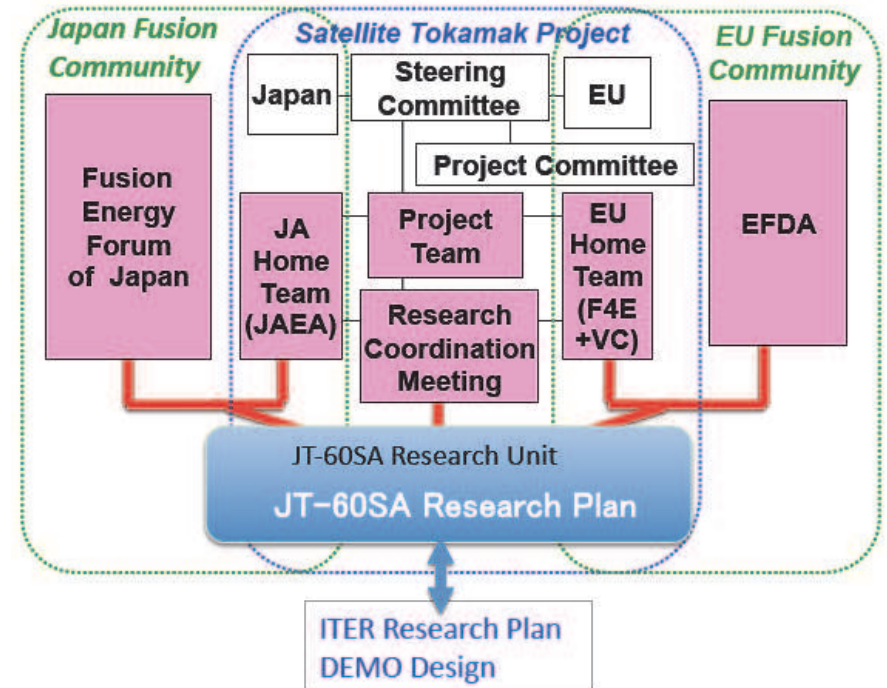 Japan Fusion
Community
Satellite Tokamak Project
EU Fusion
Community
Japan
Steering
Committee
EU
Project Committee
Fusion
Energy
Forum
of Japan
JA
Home
Team
(JAEA)
Project
Team
EU
Home
Team
(F4E
+VC)
EFDA
Research
Coordination
Meeting
JT-60SA Research Unit
JT-60SA Research Plan
ITER Research Plan
DEMO Design